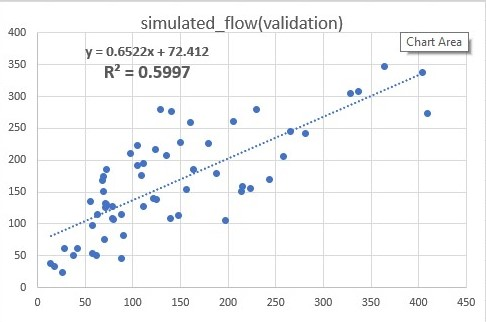 simulated_flow(validation)
Chart Area
y = 0.6522x + 72.412
R² = 0.5997
400
350
300
250
200
150
100
50
0
0 50 100 150 200 250 300 350 400 450